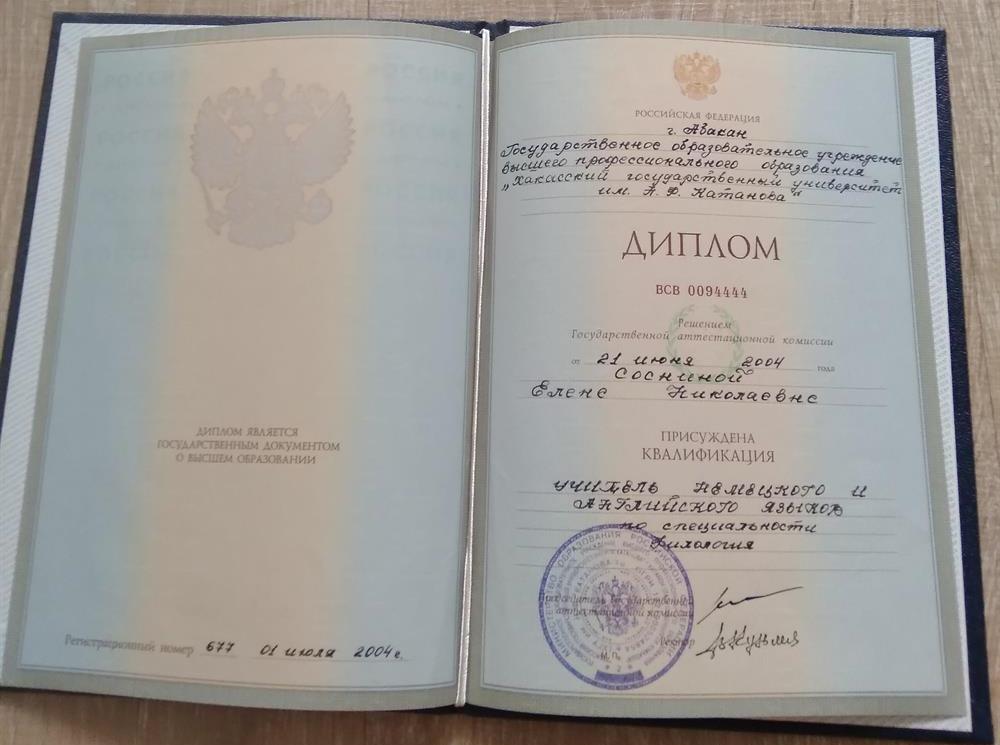 ДИПЛОМ ЯВЛЯЕТСЯ
ГОСУДАРСТВЕННЫМ ДОКУМЕНТОМ
О ВЫСШЕМ ОБРАЗОВАНИИ
Регистрационный номер 677 01 июля 2004г.
РОССИЙСКАЯ ФЕДЕРАЦИЯ
г. Абакан
Государственное образовательное учреждение
высшего профессионального образования
„Хакасский государственный университет
им. Н. Ф. Катанова"
ДИПЛОМ
ВСВ 0094444
Решением
Государственной аттестационной комиссии
от 21 июня 2004 года
Сосниной
Елене Николаевне
ПРИСУЖДЕНА
КВАЛИФИКАЦИЯ
УЧИТЕЛЬ НЕМЕЦКОГО И
АНГЛИЙСКОГО ЯЗЫКОВ
по специальности
филология
Председатель Государственной
аттестационной комиссии
Ректор
М.П.